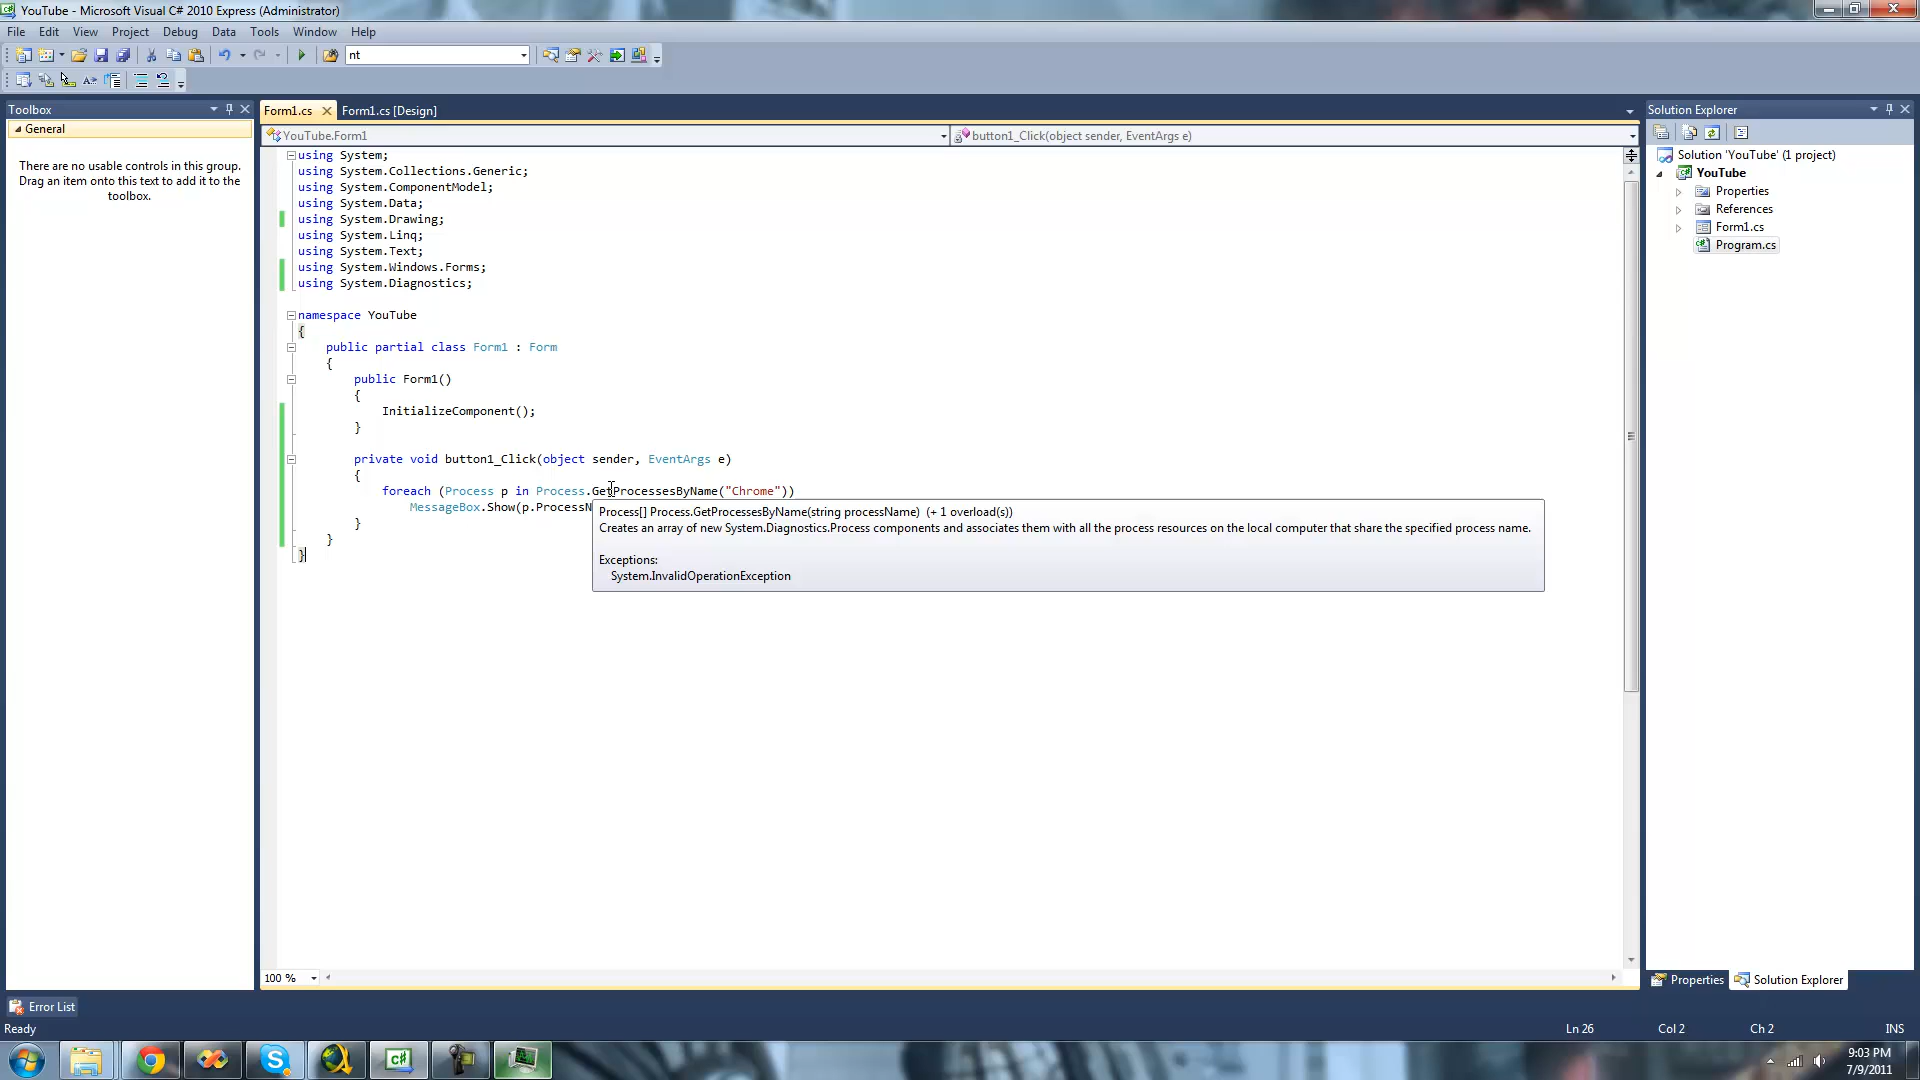 YouTube - Microsoft Visual C# 2010 Express (Administrator)
File Edit View Project Debug Data Tools Window Help
nt
Toolbox
General
There are no usable controls in this group.
Drag an item onto this text to add it to the
toolbox.
Form1.cs Form1.cs [Design]
YouTube.Form1 button1_Click(object sender, EventArgs e)
using System;
using System.Collections.Generic;
using System.ComponentModel;
using System.Data;
using System.Drawing;
using System.Linq;
using System.Text;
using System.Windows.Forms;
using System.Diagnostics;
namespace YouTube
{
public partial class Form1 : Form
{
public Form1()
{
InitializeComponent();
}
private void button1_Click(object sender, EventArgs e)
{
foreach (Process p in Process.GetProcessesByName("Chrome"))
MessageBox.Show(p.ProcessN
}
}
}
Process[] Process.GetProcessesByName(string processName) (+ 1 overload(s))
Creates an array of new System.Diagnostics.Process components and associates them with all the process resources on the local computer that share the specified process name.
Exceptions:
System.InvalidOperationException
100 %
Solution Explorer
Solution 'YouTube' (1 project)
YouTube
Properties
References
Form1.cs
Program.cs
Properties Solution Explorer
Error List
Ready Ln 26 Col 2 Ch 2 INS
9:03 PM
7/9/2011